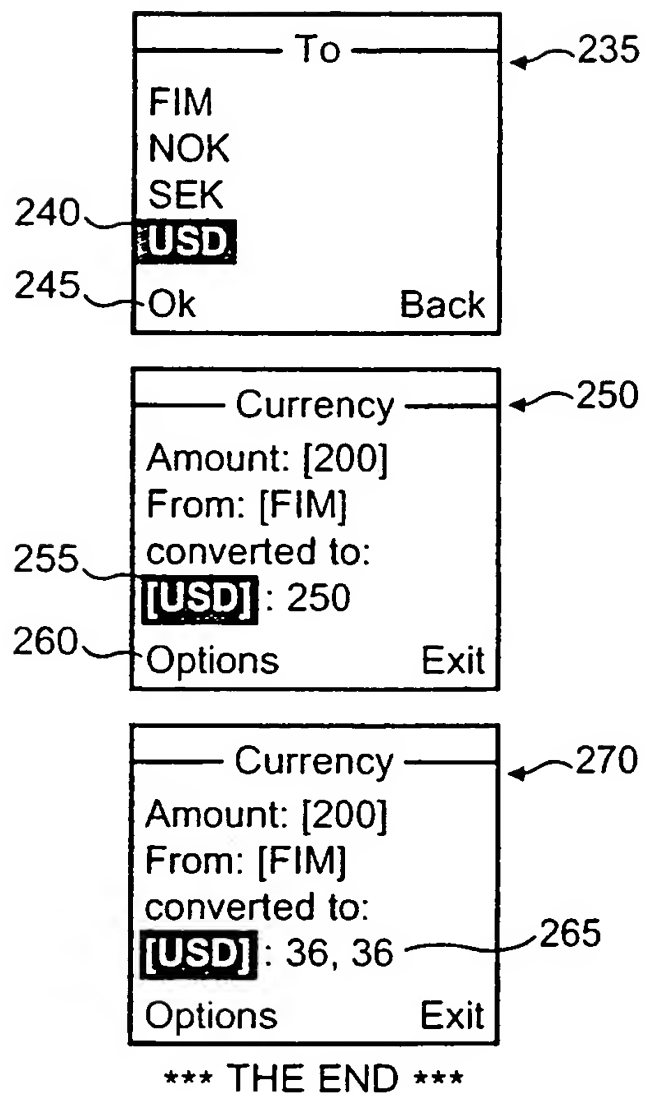 To
235
FIM
NOK
SEK
240
USD
245
Ok Back
Currency
250
Amount: [200]
From: [FIM]
converted to:
255
[USD] : 250
260
Options Exit
Currency
270
Amount: [200]
From: [FIM]
converted to:
[USD] : 36, 36
265
Options Exit
*** THE END ***